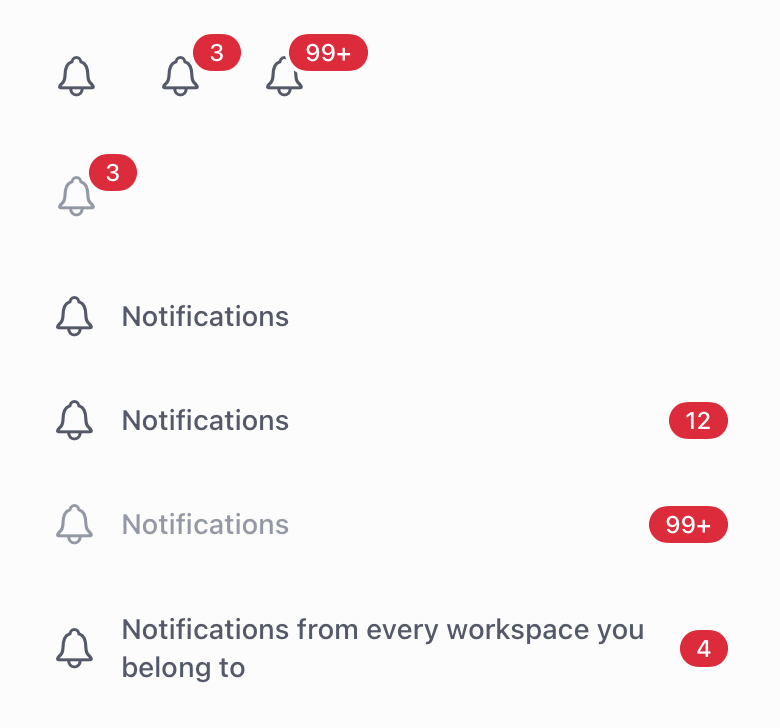 3
99+
3
Notifications
Notifications
12
Notifications
99+
Notifications from every workspace you
belong to
4